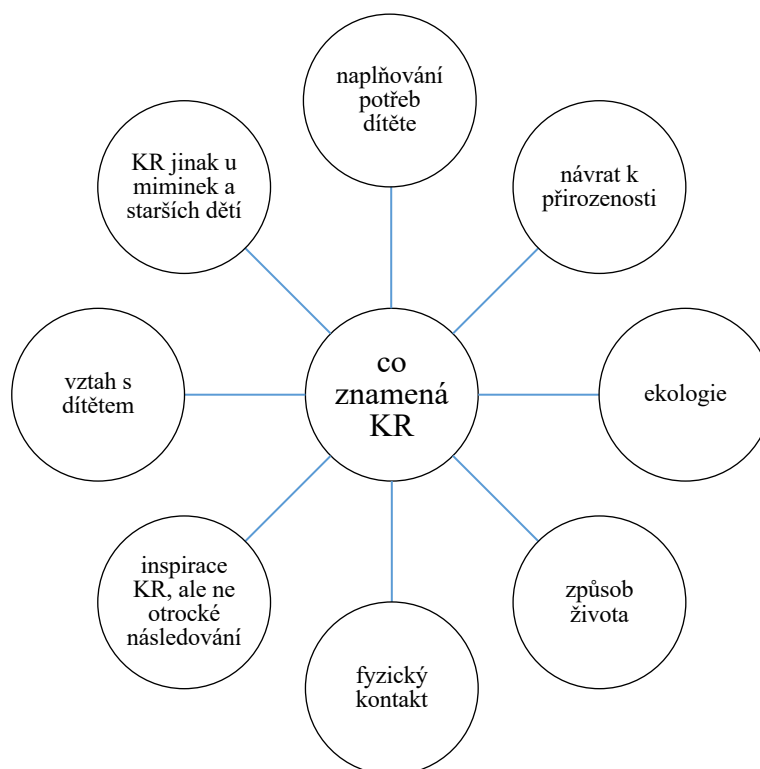 naplňování
potřeb
dítěte
KR jinak u
miminek a
starších dětí
návrat k
přirozenosti
vztah s
dítětem
co
znamená
KR
ekologie
inspirace
KR, ale ne
otrocké
následování
způsob
života
fyzický
kontakt